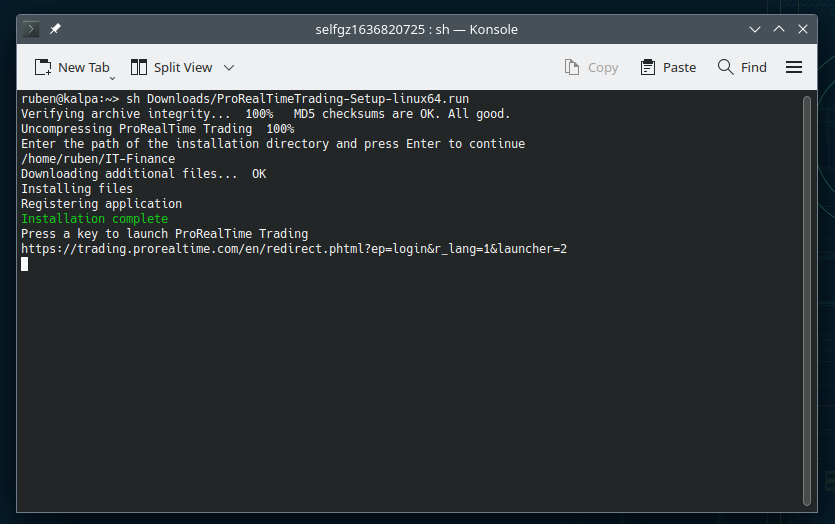 selfgz1636820725 : sh — Konsole
New Tab Split View Copy Paste Find
ruben@kalpa:~> sh Downloads/ProRealTimeTrading-Setup-linux64.run
Verifying archive integrity...  100%   MD5 checksums are OK. All good.
Uncompressing ProRealTime Trading  100%
Enter the path of the installation directory and press Enter to continue
/home/ruben/IT-Finance
Downloading additional files...  OK
Installing files
Registering application
Installation complete
Press a key to launch ProRealTime Trading
https://trading.prorealtime.com/en/redirect.phtml?ep=login&r_lang=1&launcher=2